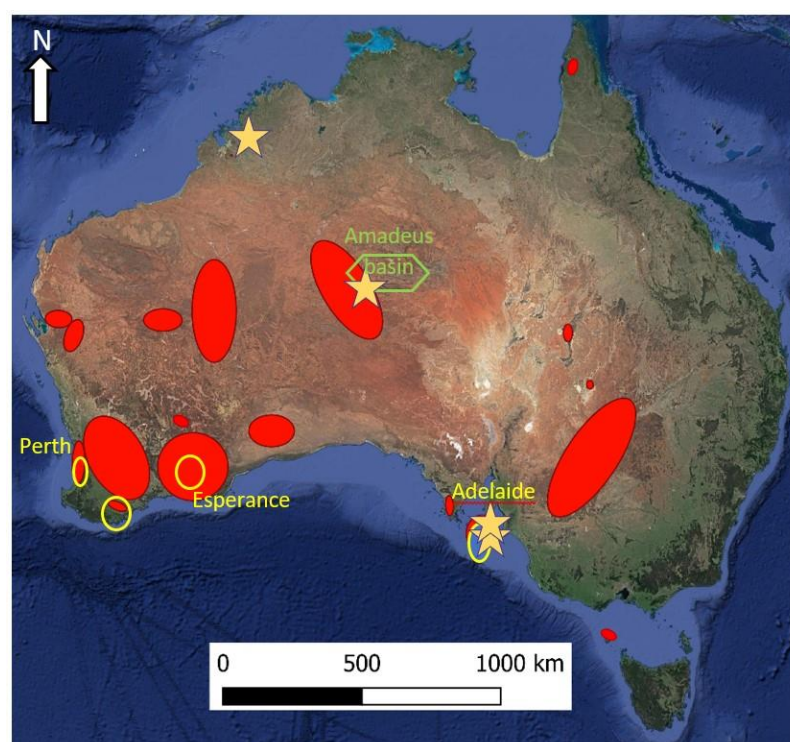 N
Amadeus
basin
Perth
Esperance
Adelaide
0 500 1000 km